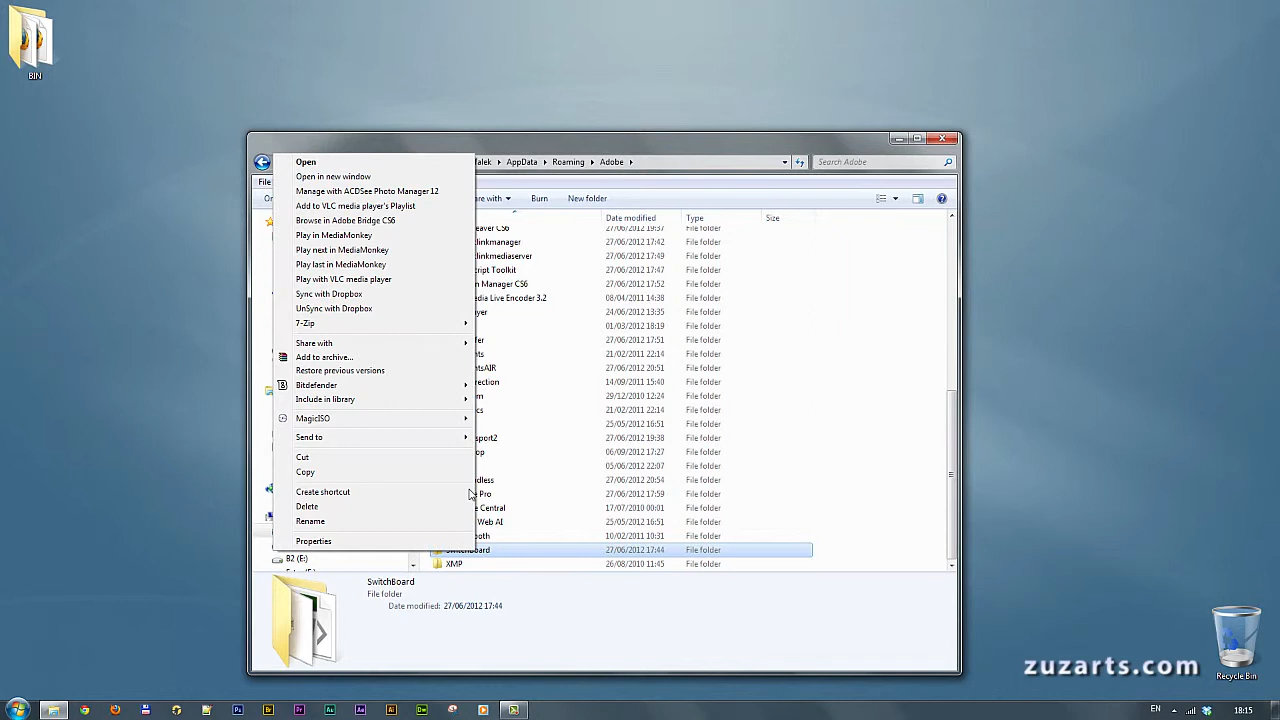 BIN
Open
Open in new window
Manage with ACDSee Photo Manager 12
Add to VLC media player's Playlist
Browse in Adobe Bridge CS6
Play in MediaMonkey
Play next in MediaMonkey
Play last in MediaMonkey
Play with VLC media player
Sync with Dropbox
UnSync with Dropbox
7-Zip
Share with
Add to archive...
Restore previous versions
Bitdefender
Include in library
MagicISO
Send to
Cut
Copy
Create shortcut
Delete
Rename
Properties
AppData Roaming Adobe Search Adobe
File
Burn New folder
Date modified Type Size
eaver CS6 27/06/2012 19:37 File folder
linkmanager 27/06/2012 17:42 File folder
linkmediaserver 27/06/2012 17:49 File folder
cript Toolkit 27/06/2012 17:47 File folder
n Manager CS6 27/06/2012 17:52 File folder
edia Live Encoder 3.2 08/04/2011 14:38 File folder
yer 24/06/2012 13:35 File folder
01/03/2012 18:19 File folder
fer 27/06/2012 17:46 File folder
nts 21/02/2011 22:14 File folder
ntsAIR 27/06/2012 20:51 File folder
rection 14/09/2011 15:40 File folder
m 29/12/2010 12:24 File folder
cs 21/02/2011 22:14 File folder
25/05/2012 16:51 File folder
sport2 27/06/2012 19:38 File folder
op 06/09/2012 17:27 File folder
05/06/2012 22:07 File folder
dless 27/06/2012 20:54 File folder
Pro 27/06/2012 17:59 File folder
e Central 17/07/2010 00:01 File folder
Web AI 25/05/2012 16:51 File folder
oth 10/02/2011 10:31 File folder
SwitchBoard 27/06/2012 17:44 File folder
XMP 26/08/2010 11:45 File folder
B2 (E:)
SwitchBoard
File folder
Date modified: 27/06/2012 17:44
zuzarts.com
Recycle Bin
EN 18:15